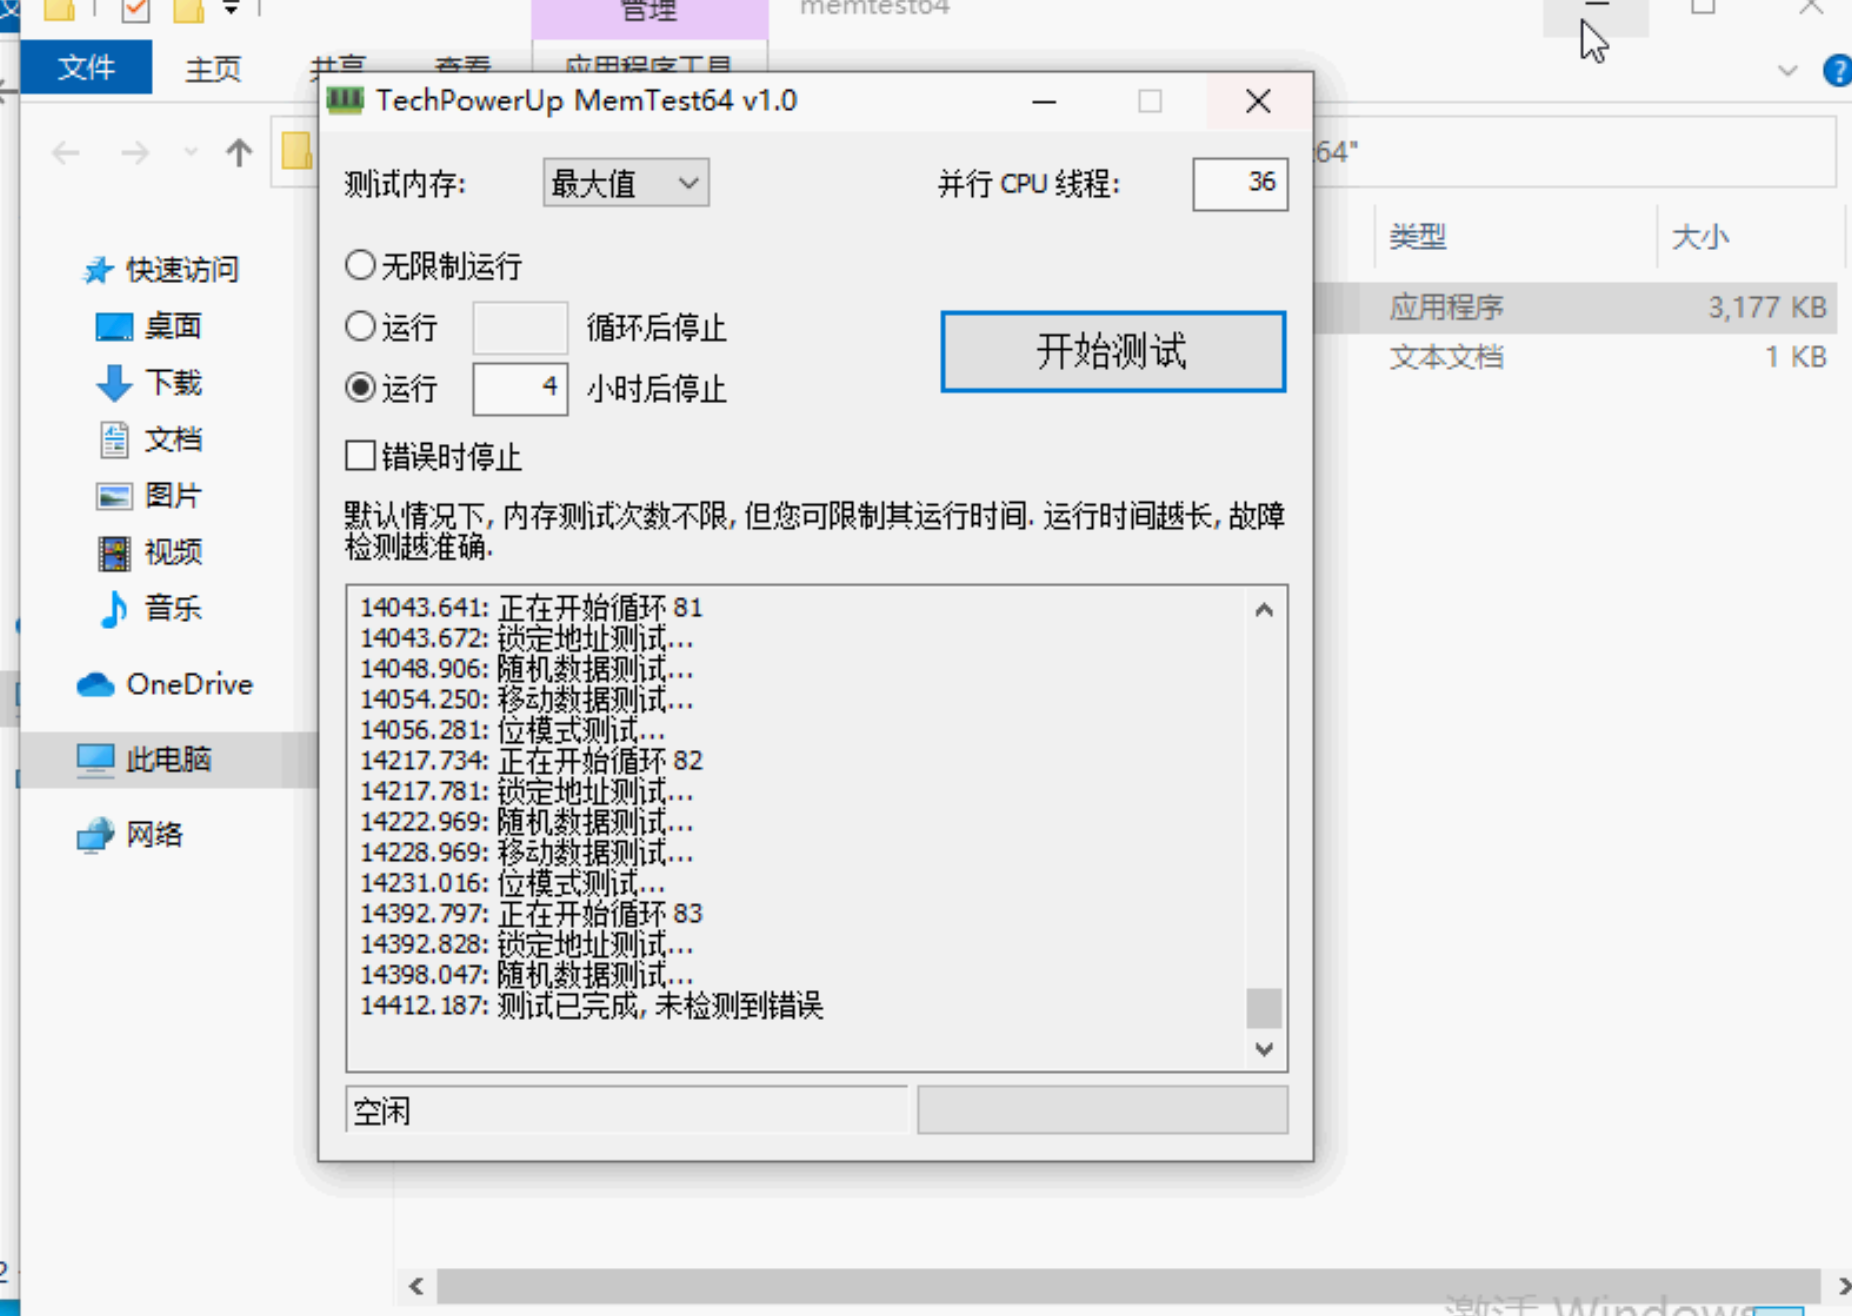 管理
memtest64
文件
主页
共享
查看
应用程序工具
TechPowerUp MemTest64 v1.0
64"
测试内存:
最大值
并行 CPU 线程:
36
类型
大小
快速访问
无限制运行
应用程序
3,177 KB
桌面
运行
循环后停止
开始测试
文本文档
1 KB
下载
运行
4
小时后停止
文档
错误时停止
图片
默认情况下, 内存测试次数不限, 但您可限制其运行时间. 运行时间越长, 故障
检测越准确.
视频
音乐
14043.641: 正在开始循环 81
14043.672: 锁定地址测试...
14048.906: 随机数据测试...
14054.250: 移动数据测试...
14056.281: 位模式测试...
14217.734: 正在开始循环 82
14217.781: 锁定地址测试...
14222.969: 随机数据测试...
14228.969: 移动数据测试...
14231.016: 位模式测试...
14392.797: 正在开始循环 83
14392.828: 锁定地址测试...
14398.047: 随机数据测试...
14412.187: 测试已完成, 未检测到错误
OneDrive
此电脑
网络
空闲
激活 Windows